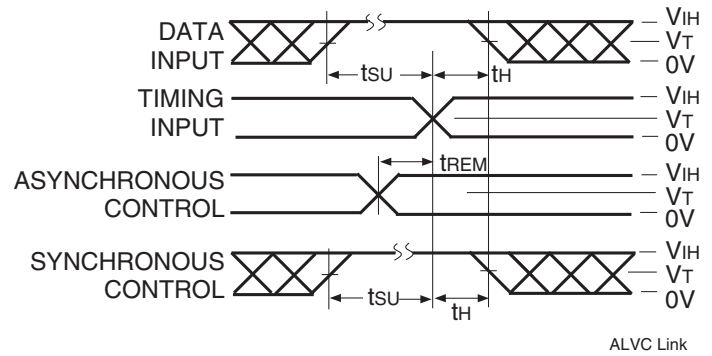 DATA
INPUT
tSU
tH
VIH
VT
0V
TIMING
INPUT
VIH
VT
0V
tREM
ASYNCHRONOUS
CONTROL
VIH
VT
0V
SYNCHRONOUS
CONTROL
tSU
tH
VIH
VT
0V
ALVC Link